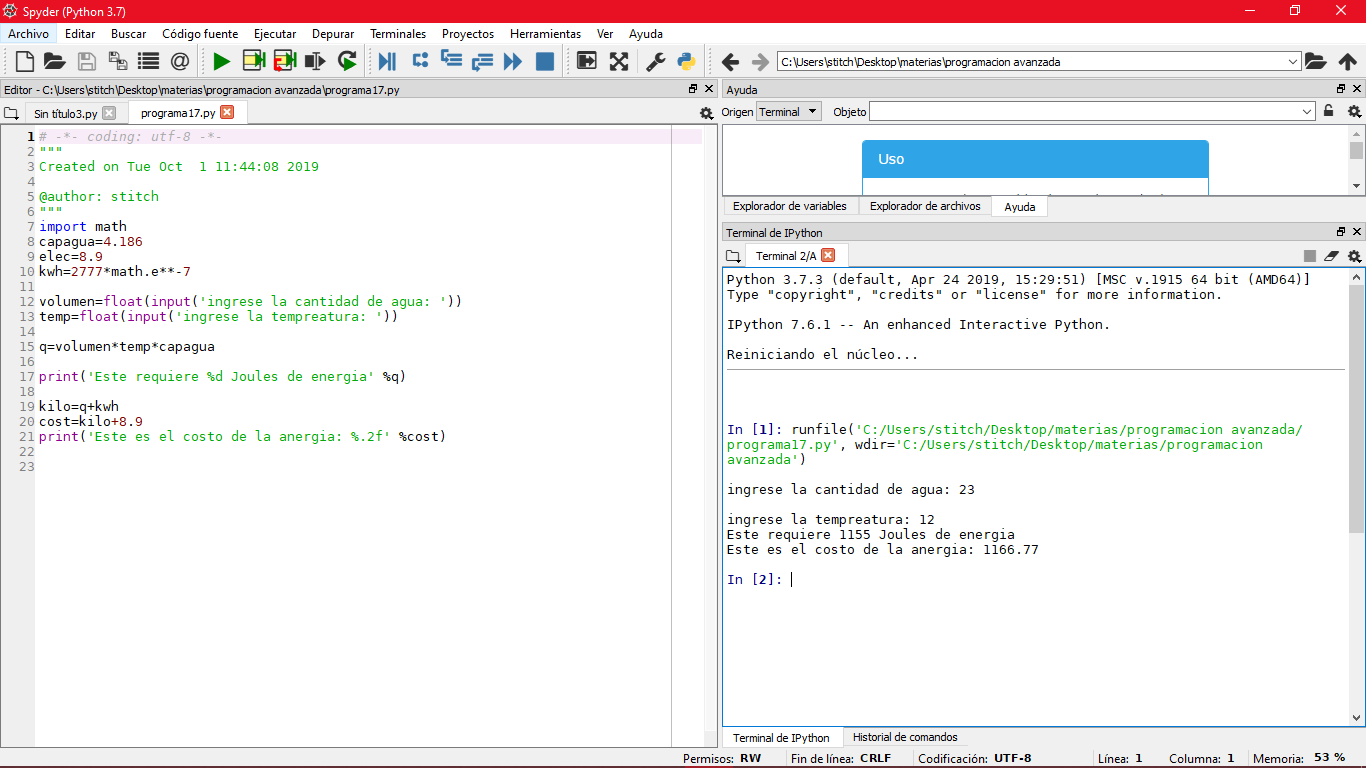 Spyder (Python 3.7)
Archivo Editar Buscar Código fuente Ejecutar Depurar Terminales Proyectos Herramientas Ver Ayuda
C:\Users\stitch\Desktop\materias\programacion avanzada
Editor - C:\Users\stitch\Desktop\materias\programacion avanzada\programa17.py
Sin título3.py programa17.py
1 # -*- coding: utf-8 -*-
2 """
3 Created on Tue Oct  1 11:44:08 2019
4
5 @author: stitch
6 """
7 import math
8 capagua=4.186
9 elec=8.9
10 kwh=2777*math.e**-7
11
12 volumen=float(input('ingrese la cantidad de agua: '))
13 temp=float(input('ingrese la tempreatura: '))
14
15 q=volumen*temp*capagua
16
17 print('Este requiere %d Joules de energia' %q)
18
19 kilo=q+kwh
20 cost=kilo+8.9
21 print('Este es el costo de la anergia: %.2f' %cost)
22
23
Ayuda
Origen Terminal Objeto
Uso
Explorador de variables Explorador de archivos Ayuda
Terminal de IPython
Terminal 2/A
Python 3.7.3 (default, Apr 24 2019, 15:29:51) [MSC v.1915 64 bit (AMD64)]
Type "copyright", "credits" or "license" for more information.
IPython 7.6.1 -- An enhanced Interactive Python.
Reiniciando el núcleo...
In [1]: runfile('C:/Users/stitch/Desktop/materias/programacion avanzada/
programa17.py', wdir='C:/Users/stitch/Desktop/materias/programacion
avanzada')
ingrese la cantidad de agua: 23
ingrese la tempreatura: 12
Este requiere 1155 Joules de energia
Este es el costo de la anergia: 1166.77
In [2]:
Terminal de IPython Historial de comandos
Permisos: RW Fin de línea: CRLF Codificación: UTF-8 Línea: 1 Columna: 1 Memoria: 53 %